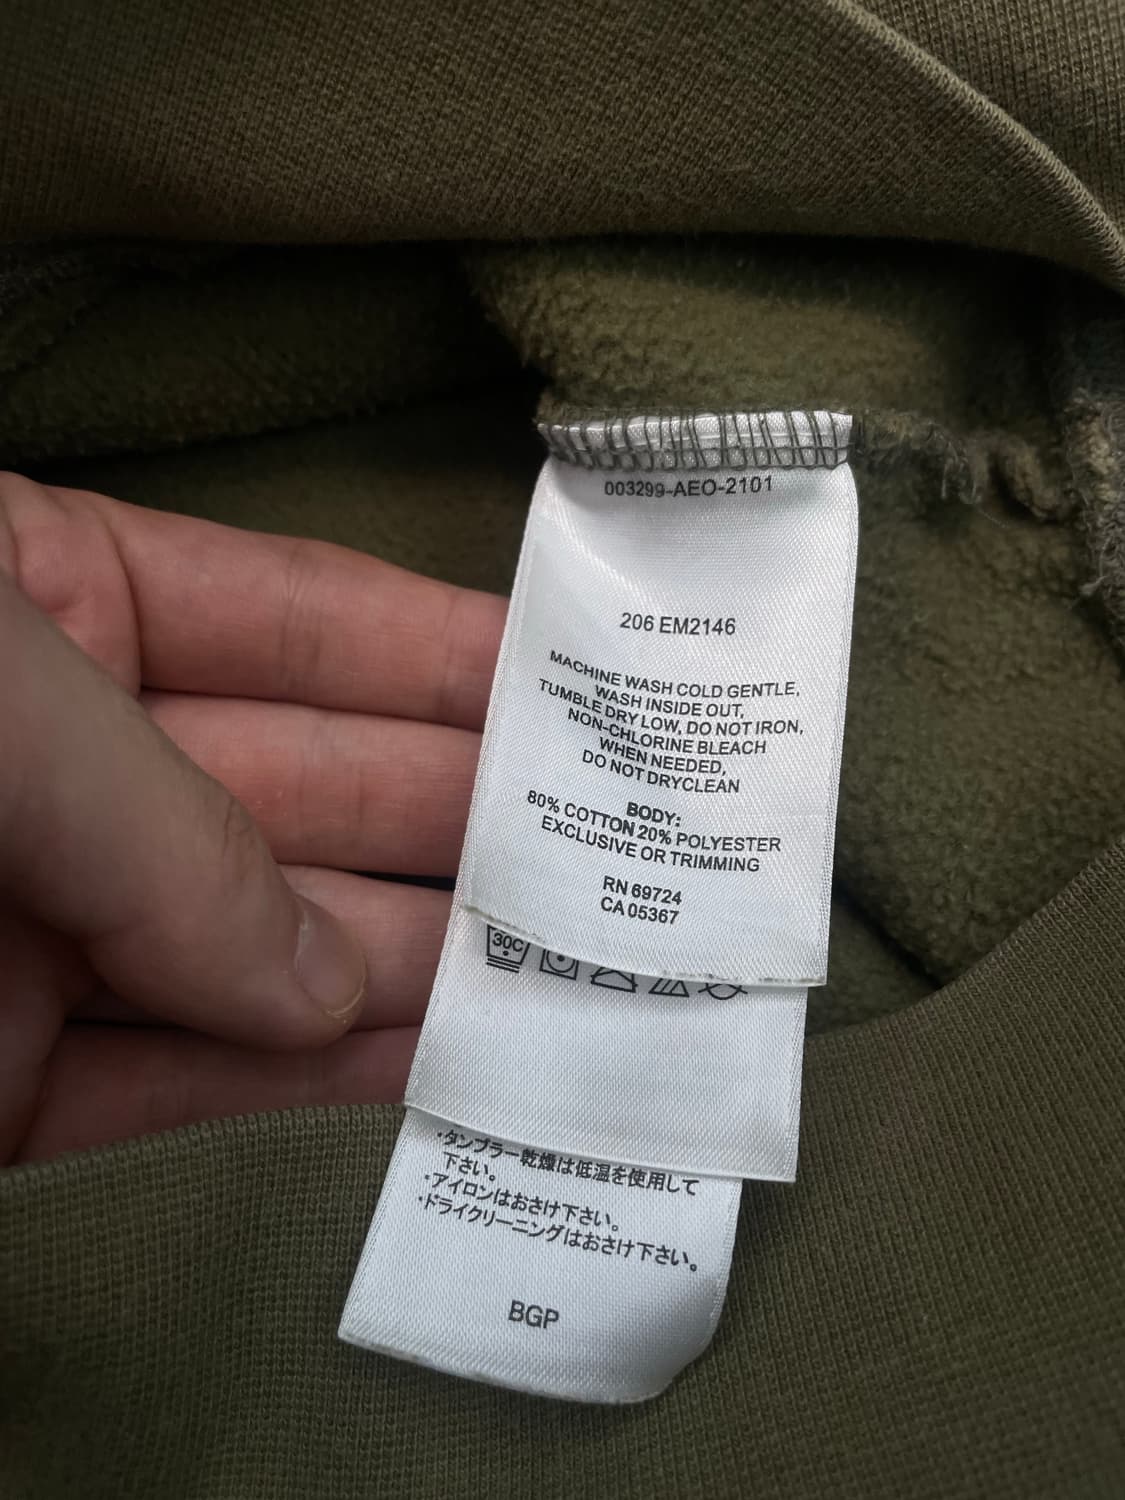 003299-AEO-2101
206 EM2146
MACHINE WASH COLD GENTLE,
WASH INSIDE OUT,
TUMBLE DRY LOW, DO NOT IRON,
NON-CHLORINE BLEACH
WHEN NEEDED,
DO NOT DRYCLEAN
BODY:
80% COTTON 20% POLYESTER
EXCLUSIVE OR TRIMMING
RN 69724
CA 05367
30C
・タンブラー乾燥は低温を使用して
下さい。
・アイロンはおさけ下さい。
・ドライクリーニングはおさけ下さい。
BGP